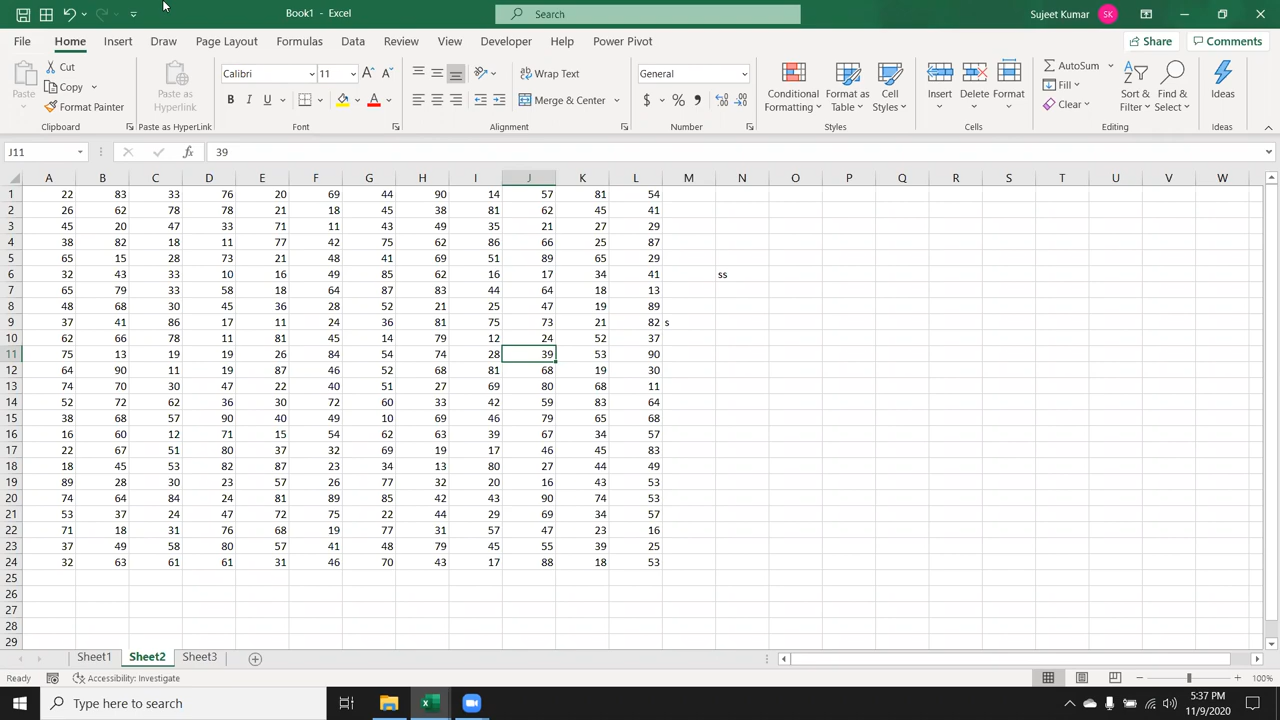 Book1 - Excel
Search
Sujeet Kumar
SK
File Home Insert Draw Page Layout Formulas Data Review View Developer Help Power Pivot
Share
Comments
Paste
Cut
Copy
Format Painter
Clipboard
Paste as Hyperlink
Paste as HyperLink
Calibri 11
B I U
Font
Wrap Text
Merge & Center
Alignment
General
$ % ,
Number
Conditional Formatting
Format as Table
Cell Styles
Styles
Insert Delete Format
Cells
AutoSum
Fill
Clear
Sort & Filter
Find & Select
Editing
Ideas
Ideas
J11 fx 39
A B C D E F G H I J K L M N O P Q R S T U V W
1 22 83 33 76 20 69 44 90 14 57 81 54
2 26 62 78 78 21 18 45 38 81 62 45 41
3 45 20 47 33 71 11 43 49 35 21 27 29
4 38 82 18 11 77 42 75 62 86 66 25 87
5 65 15 28 73 21 48 41 69 51 89 65 29
6 32 43 33 10 16 49 85 62 16 17 34 41 ss
7 65 79 33 58 18 64 87 83 44 64 18 13
8 48 68 30 45 36 28 52 21 25 47 19 89
9 37 41 86 17 11 24 36 81 75 73 21 82 s
10 62 66 78 11 81 45 14 79 12 24 52 37
11 75 13 19 19 26 84 54 74 28 39 53 90
12 64 90 11 19 87 46 52 68 81 68 19 30
13 74 70 30 47 22 40 51 27 69 80 68 11
14 52 72 62 36 30 72 60 33 42 59 83 64
15 38 68 57 90 40 49 10 69 46 79 65 68
16 16 60 12 71 15 54 62 63 39 67 34 57
17 22 67 51 80 37 32 69 19 17 46 45 83
18 18 45 53 82 87 23 34 13 80 27 44 49
19 89 28 30 23 57 26 77 32 20 16 43 53
20 74 64 84 24 81 89 85 42 43 90 74 53
21 53 37 24 47 72 75 22 44 29 69 34 57
22 71 18 31 76 68 19 77 31 57 47 23 16
23 37 49 58 80 57 41 48 79 45 55 39 25
24 32 63 61 61 31 46 70 43 17 88 18 53
25
26
27
28
29
Sheet1 Sheet2 Sheet3
Ready
Accessibility: Investigate
100%
Type here to search
5:37 PM
11/9/2020